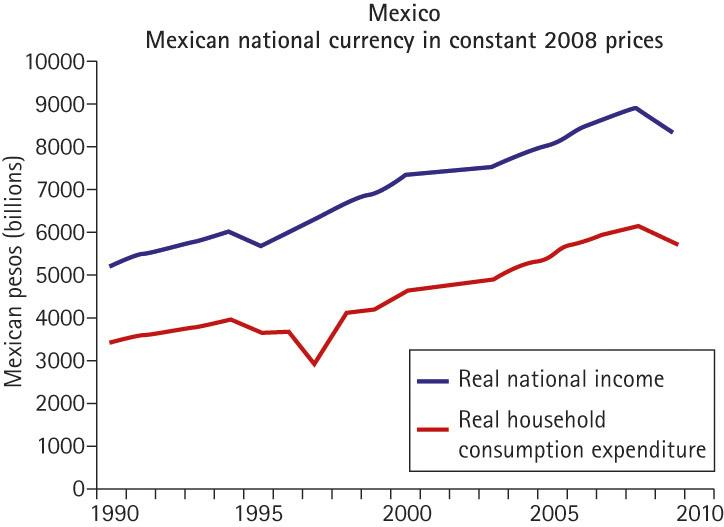 Mexico
Mexican national currency in constant 2008 prices
Mexican pesos (billions)
10000
9000
8000
7000
6000
5000
4000
3000
2000
1000
0
Real national income
Real household
consumption expenditure
1990 1995 2000 2005 2010